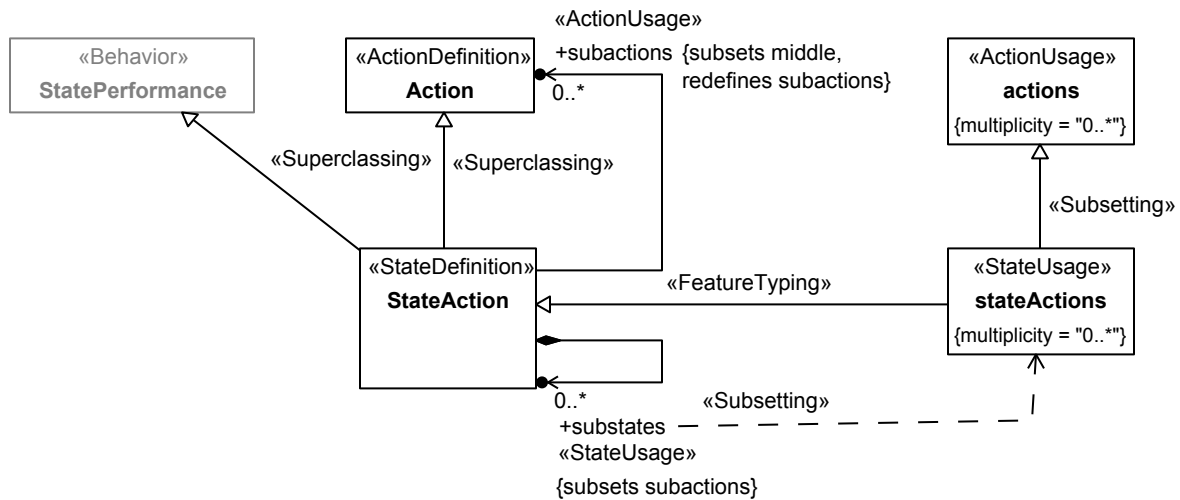 «ActionUsage»
+subactions {subsets middle,
redefines subactions}
0..*
«Behavior»
StatePerformance
«ActionDefinition»
Action
«ActionUsage»
actions
{multiplicity = "0..*"}
«Superclassing»
«Superclassing»
«Subsetting»
«StateDefinition»
StateAction
«FeatureTyping»
«StateUsage»
stateActions
{multiplicity = "0..*"}
0..*
+substates
«StateUsage»
{subsets subactions}
«Subsetting»